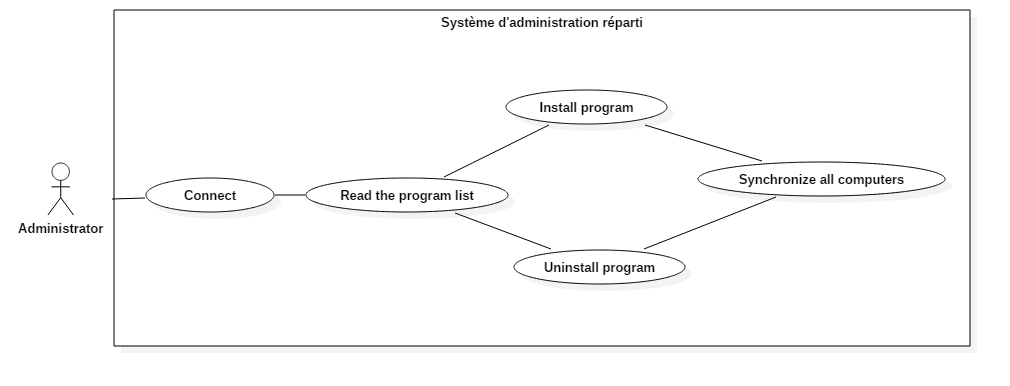 Système d'administration réparti
Install program
Synchronize all computers
Connect
Read the program list
Administrator
Uninstall program